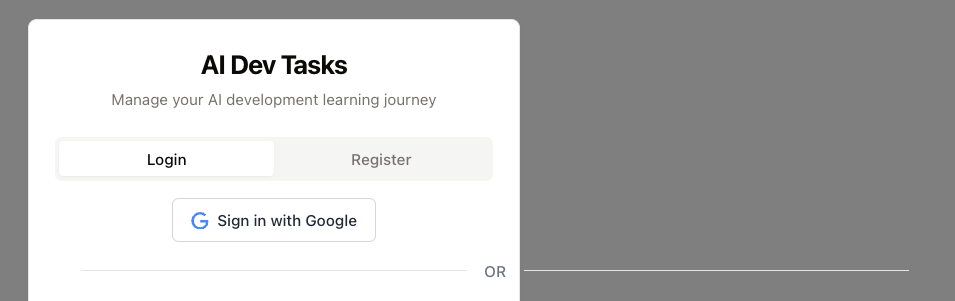 AI Dev Tasks
Manage your AI development learning journey
Login Register
Sign in with Google
OR